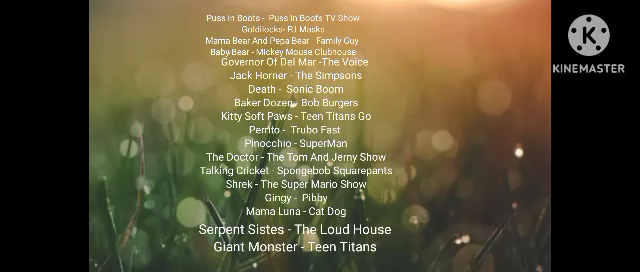 Puss in Boots - Puss In Boots TV Show
Goldilocks- PJ Masks
Mama Bear And Pepa Bear - Family Guy
Baby Bear - Mickey Mouse Clubhouse
Governor Of Del Mar -The Voice
Jack Horner - The Simpsons
Death - Sonic Boom
Baker Dozen - Bob Burgers
Kitty Soft Paws - Teen Titans Go
Perrito - Trubo Fast
Pinocchio - SuperMan
The Doctor - The Tom And Jerny Show
Talking Cricket - Spongebob Squarepants
Shrek - The Super Mario Show
Gingy - Pibby
Mama Luna - Cat Dog
Serpent Sistes - The Loud House
Giant Monster - Teen Titans
KINEMASTER